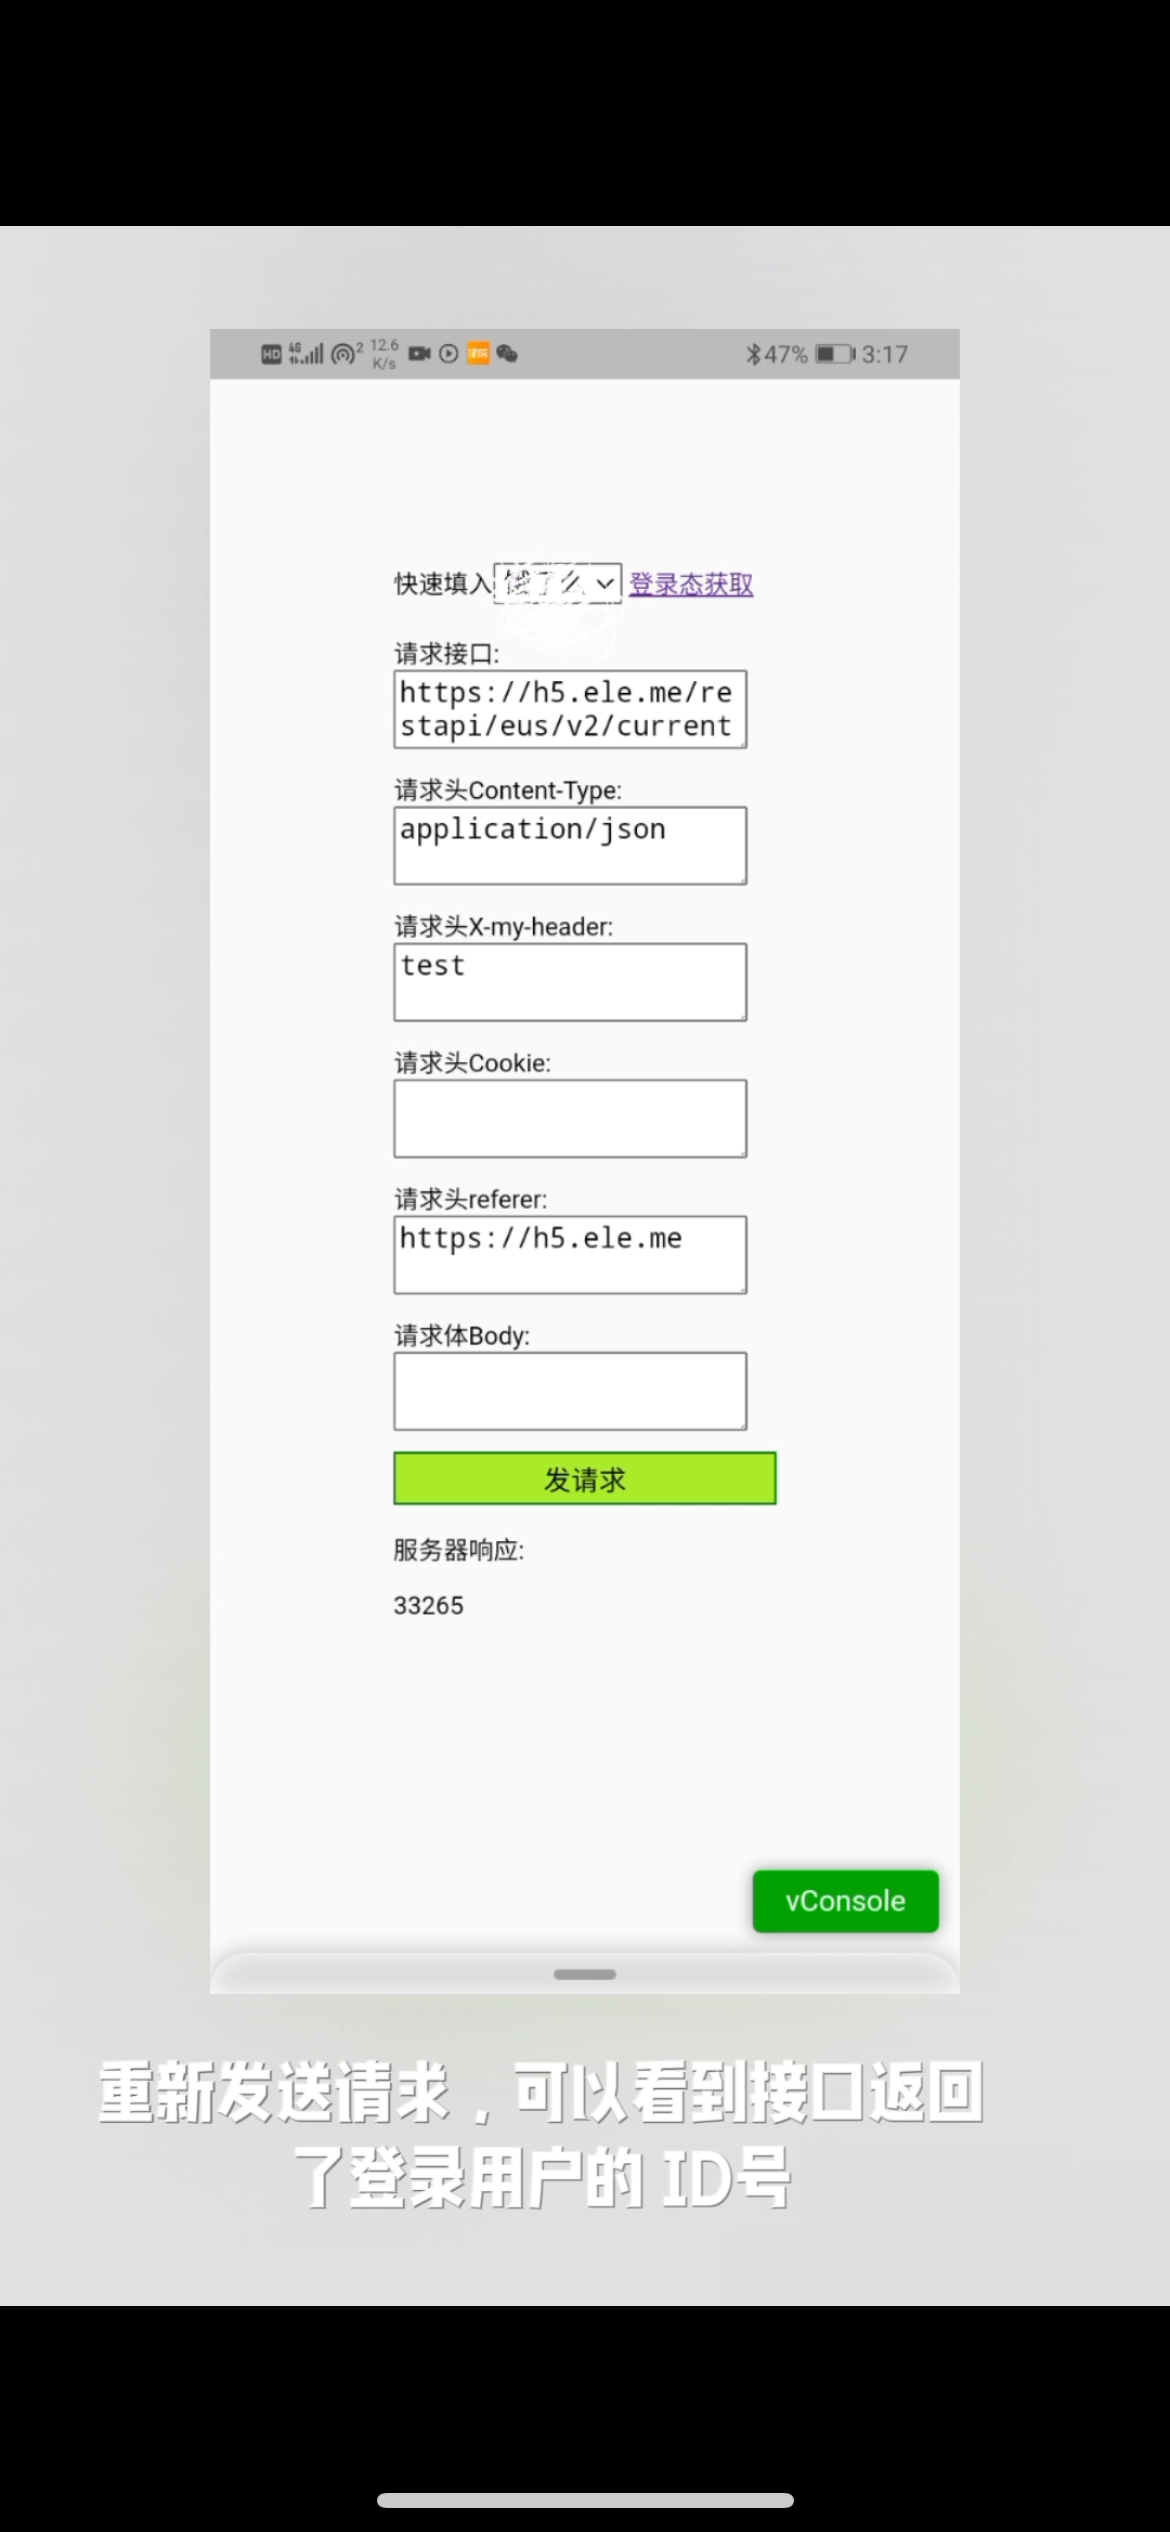 HD 4G 2 12.6 K/s 47% 3:17
快速填入 登录态获取
请求接口:
https://h5.ele.me/re
stapi/eus/v2/current
请求头Content-Type:
application/json
请求头X-my-header:
test
请求头Cookie:
请求头referer:
https://h5.ele.me
请求体Body:
发请求
服务器响应:
33265
vConsole
重新发送请求，可以看到接口返回
了登录用户的 ID号